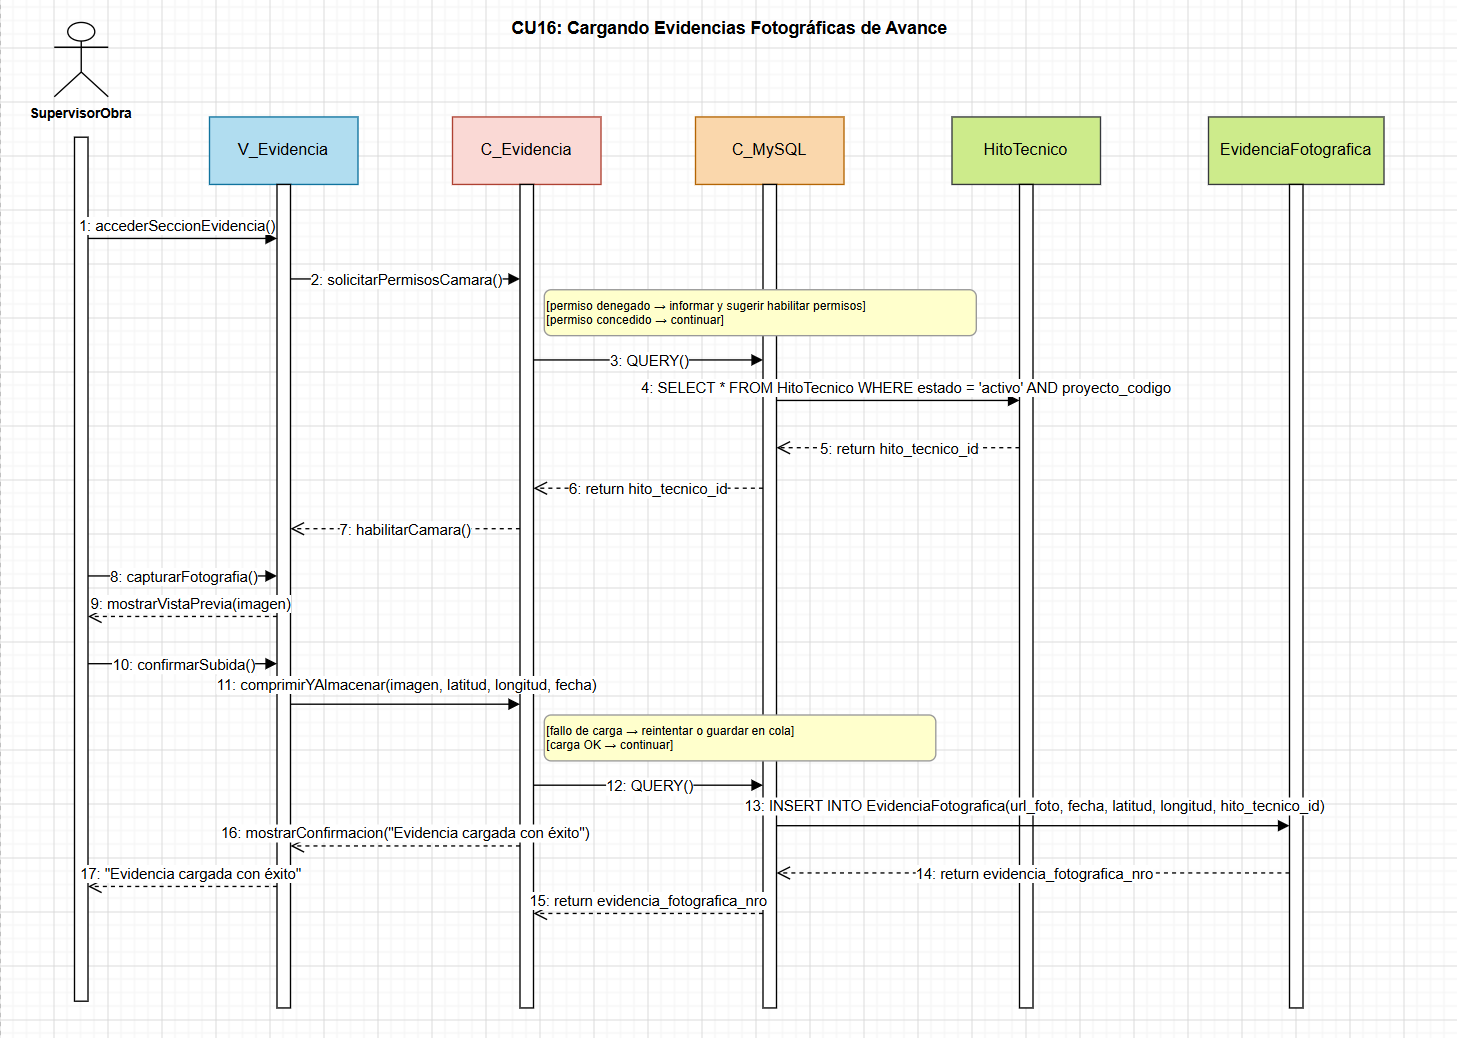 CU16: Cargando Evidencias Fotográficas de Avance
SupervisorObra
V_Evidencia
C_Evidencia
C_MySQL
HitoTecnico
EvidenciaFotografica
1: accederSeccionEvidencia()
2: solicitarPermisosCamara()
[permiso denegado → informar y sugerir habilitar permisos]
[permiso concedido → continuar]
3: QUERY()
4: SELECT * FROM HitoTecnico WHERE estado = 'activo' AND proyecto_codigo
5: return hito_tecnico_id
6: return hito_tecnico_id
7: habilitarCamara()
8: capturarFotografia()
9: mostrarVistaPrevia(imagen)
10: confirmarSubida()
11: comprimirYAlmacenar(imagen, latitud, longitud, fecha)
[fallo de carga → reintentar o guardar en cola]
[carga OK → continuar]
12: QUERY()
13: INSERT INTO EvidenciaFotografica(url_foto, fecha, latitud, longitud, hito_tecnico_id)
16: mostrarConfirmacion("Evidencia cargada con éxito")
17: "Evidencia cargada con éxito"
14: return evidencia_fotografica_nro
15: return evidencia_fotografica_nro